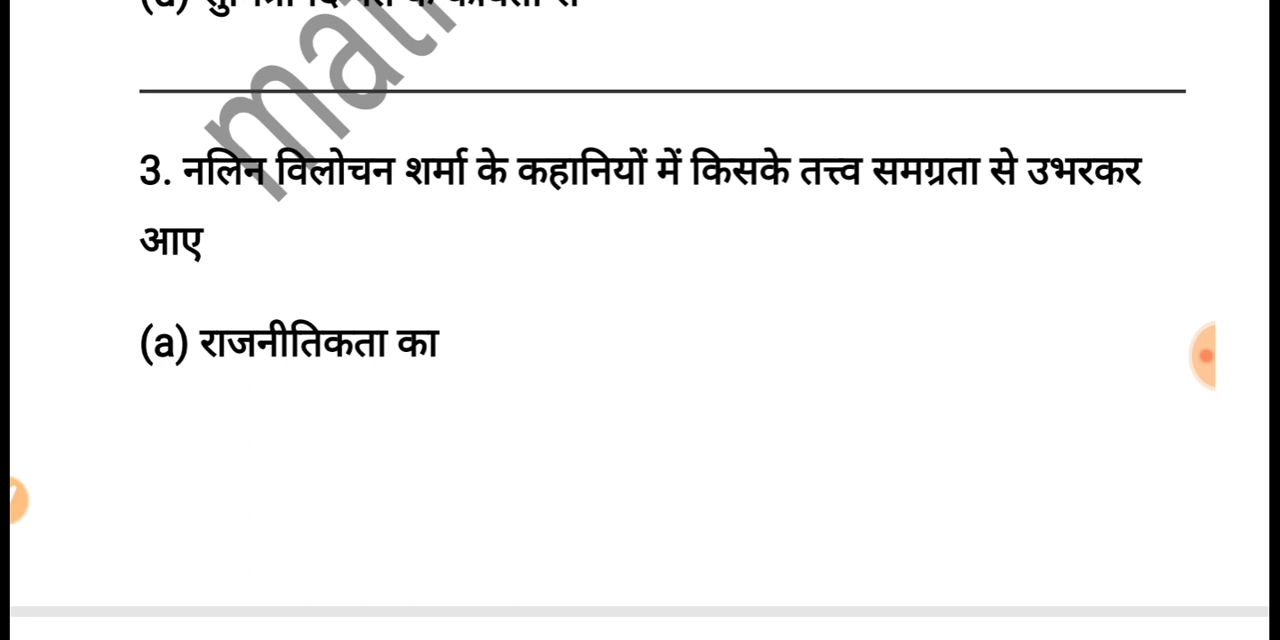 3. नलिन विलोचन शर्मा के कहानियों में किसके तत्त्व समग्रता से उभरकर
आए
(a) राजनीतिकता का